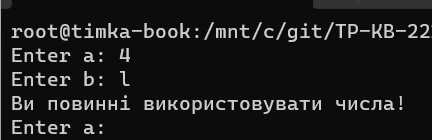 root@timka-book:/mnt/c/git/TP-KB-22
Enter a: 4
Enter b: l
Ви повинні використовувати числа!
Enter a: